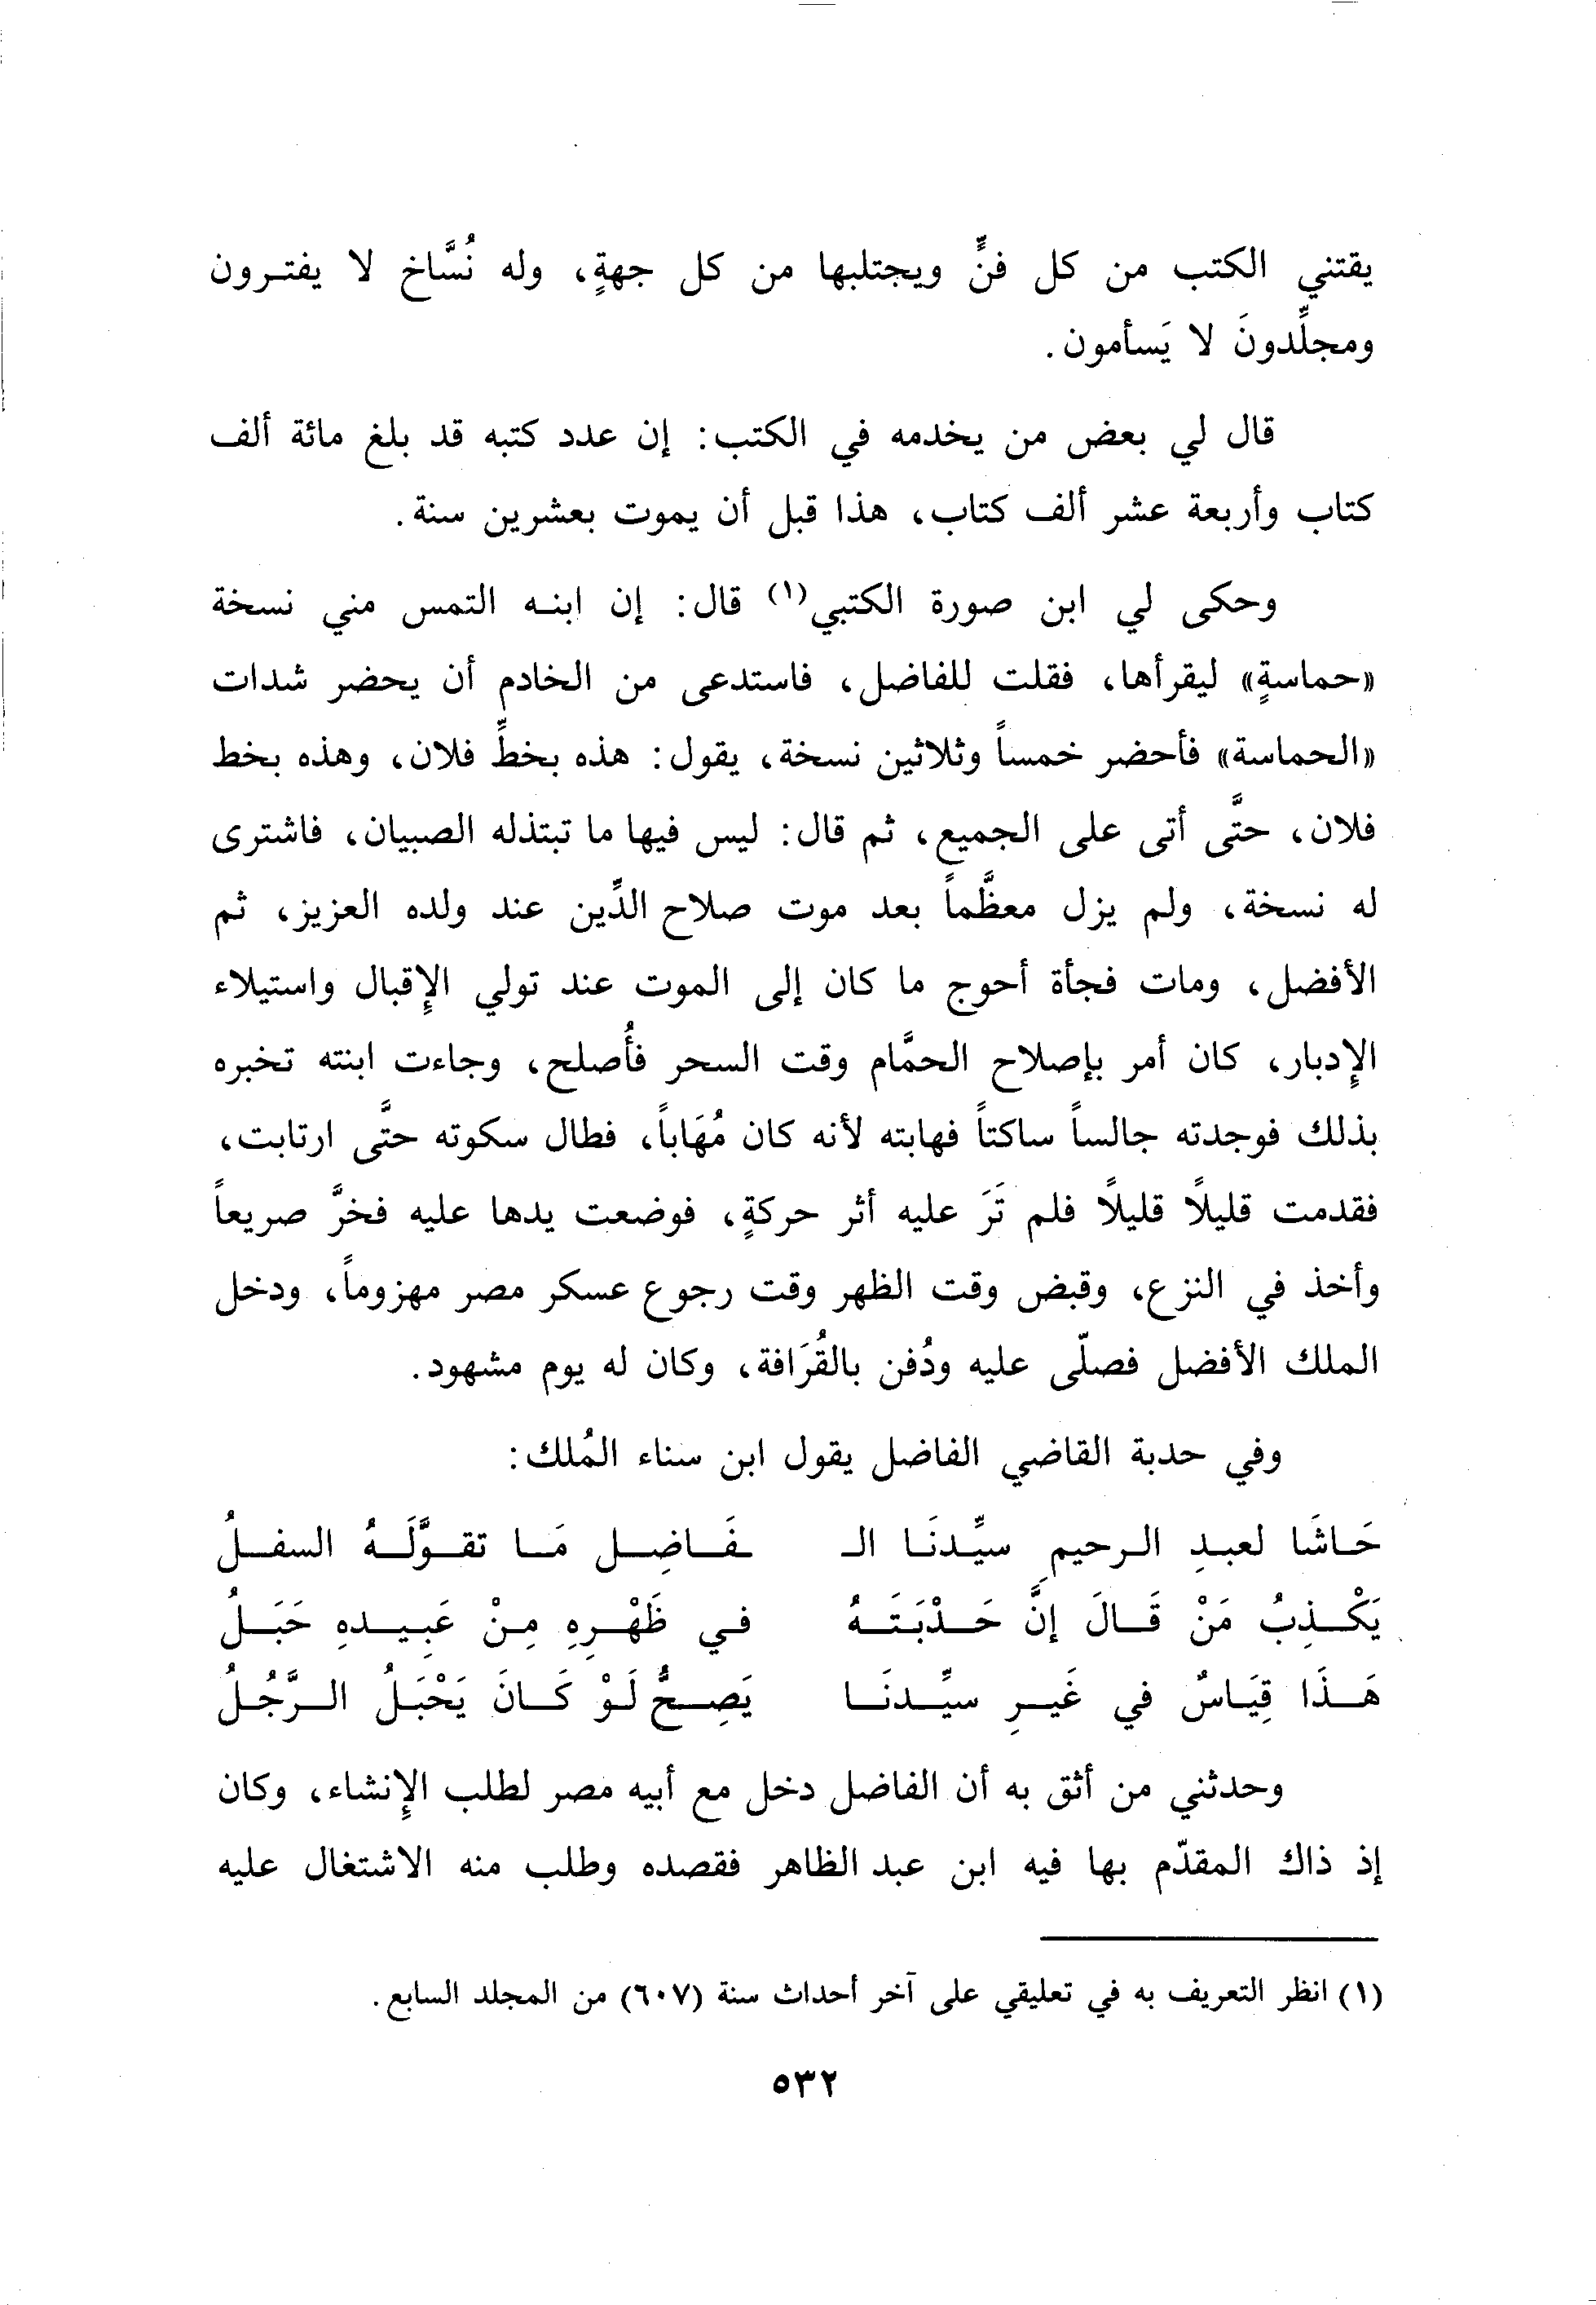 يقتني الكتب من كل فنٍّ ويجتلبها من كل جهةٍ، وله نُسَّاخ لا يفتـرون
ومجلِّدونَ لا يَسأمون.
قال لي بعض من يخدمه في الكتب: إن عدد كتبه قد بلغ مائة ألف
كتاب وأربعة عشر ألف كتاب، هذا قبل أن يموت بعشرين سنة.
وحكى لي ابن صورة الكتبي(١) قال: إن ابنـه التمس مني نسخة
«حماسةٍ» ليقرأها، فقلت للفاضل، فاستدعى من الخادم أن يحضر شدات
«الحماسة» فأحضر خمساً وثلاثين نسخة، يقول: هذه بخطِّ فلان، وهذه بخط
فلان، حتَّى أتى على الجميع، ثم قال: ليس فيها ما تبتذله الصبيان، فاشترى
له نسخة، ولم يزل معظَّماً بعد موت صلاح الدِّين عند ولده العزيز، ثم
الأفضل، ومات فجأة أحوج ما كان إلى الموت عند تولي الإقبال واستيلاء
الإدبار، كان أمر بإصلاح الحمَّام وقت السحر فأُصلح، وجاءت ابنته تخبره
بذلك فوجدته جالساً ساكتاً فهابته لأنه كان مُهَاباً، فطال سكوته حتَّى ارتابت،
فقدمت قليلًا قليلًا فلم تَرَ عليه أثر حركةٍ، فوضعت يدها عليه فخرَّ صريعاً
وأخذ في النزع، وقبض وقت الظهر وقت رجوع عسكر مصر مهزوماً، ودخل
الملك الأفضل فصلّى عليه ودُفن بالقُرَافة، وكان له يوم مشهود.
وفي حدبة القاضي الفاضل يقول ابن سناء المُلك:
حَـاشَا لعبـدِ الـرحيمِ سيِّـدنَـا الـ ـفَـاضِـل مَـا تقـوَّلَـهُ السفـلُ
يَكْـذِبُ مَنْ قَـالَ إنَّ حَـدْبَتَـهُ في ظَهْـرِهِ مِـنْ عَبِيـدهِ حَبَـلُ
هَـذَا قِيَـاسٌ في غَيـرِ سيِّـدنَـا يَصِـحُّ لَـوْ كَـانَ يَحْبَـلُ الـرَّجُـلُ
وحدثني من أثق به أن الفاضل دخل مع أبيه مصر لطلب الإنشاء، وكان
إذ ذاك المقدّم بها فيه ابن عبد الظاهر فقصده وطلب منه الاشتغال عليه
(١) انظر التعريف به في تعليقي على آخر أحداث سنة (٦٠٧) من المجلد السابع.
٥٣٢